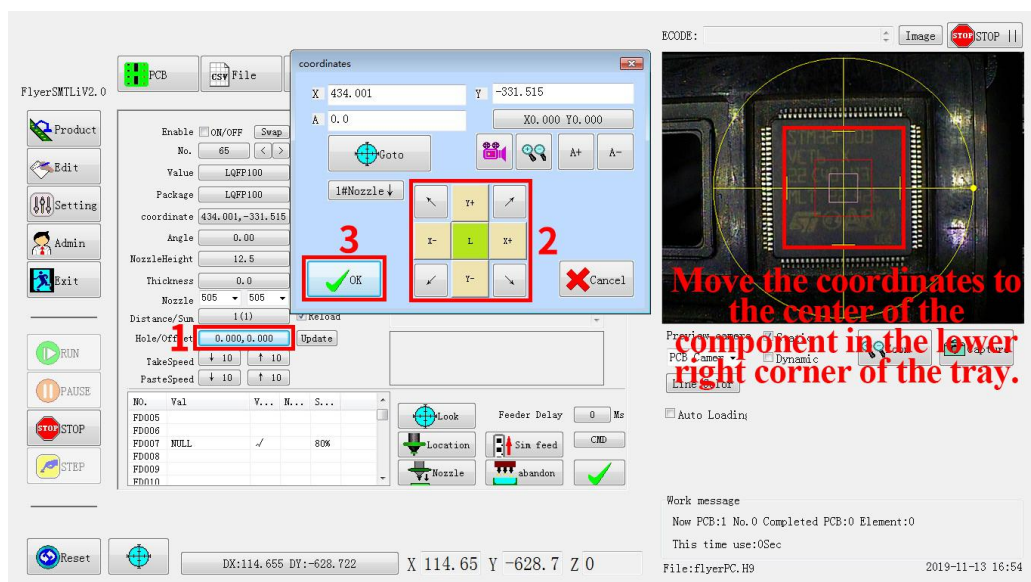 ECODE:
Image
STOP
STOP ||
FlyerSMTLiV2.0
PCB
CSV
File
coordinates
X 434.001
Y -331.515
A 0.0
X0.000 Y0.000
Goto
A+
A-
1#Nozzle↓
Y+
X-
L
X+
Y-
2
3
OK
Cancel
Product
Edit
Setting
Admin
Exit
Enable ON/OFF Swap
No. 65 < >
Value LQFP100
Package LQFP100
coordinate 434.001,-331.515
Angle 0.00
NozzleHeight 12.5
Thickness 0.0
Nozzle 505 505
Distance/Sum 1(1)
Reload
1
Hole/Offset 0.000,0.000 Update
TakeSpeed ↓ 10 ↑ 10
PasteSpeed ↓ 10 ↑ 10
Move the coordinates to
the center of the
component in the lower
right corner of the tray.
Preview camera
Static
PCB Camer
Dynamic
Zoom
Capture
Line Color
Auto Loading
RUN
PAUSE
STOP
STOP
STEP
NO. Val V... N... S...
FD005
FD006
FD007 NULL √ 80%
FD008
FD009
FD010
Look
Feeder Delay 0 Ms
Location
Sim feed
CMD
Nozzle
abandon
Work message
Now PCB:1 No.0 Completed PCB:0 Element:0
This time use:0Sec
Reset
DX:114.655 DY:-628.722
X 114.65 Y -628.7 Z 0
File:flyerPC.H9
2019-11-13 16:54